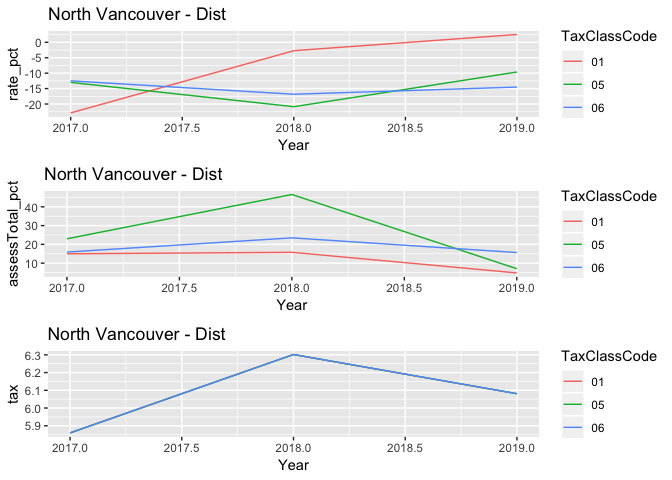 North Vancouver - Dist
rate_pct
0
-5
-10
-15
-20
2017.0 2017.5 2018.0 2018.5 2019.0
Year
TaxClassCode
01
05
06
North Vancouver - Dist
assessTotal_pct
40
30
20
10
2017.0 2017.5 2018.0 2018.5 2019.0
Year
TaxClassCode
01
05
06
North Vancouver - Dist
tax
6.3
6.2
6.1
6.0
5.9
2017.0 2017.5 2018.0 2018.5 2019.0
Year
TaxClassCode
01
05
06